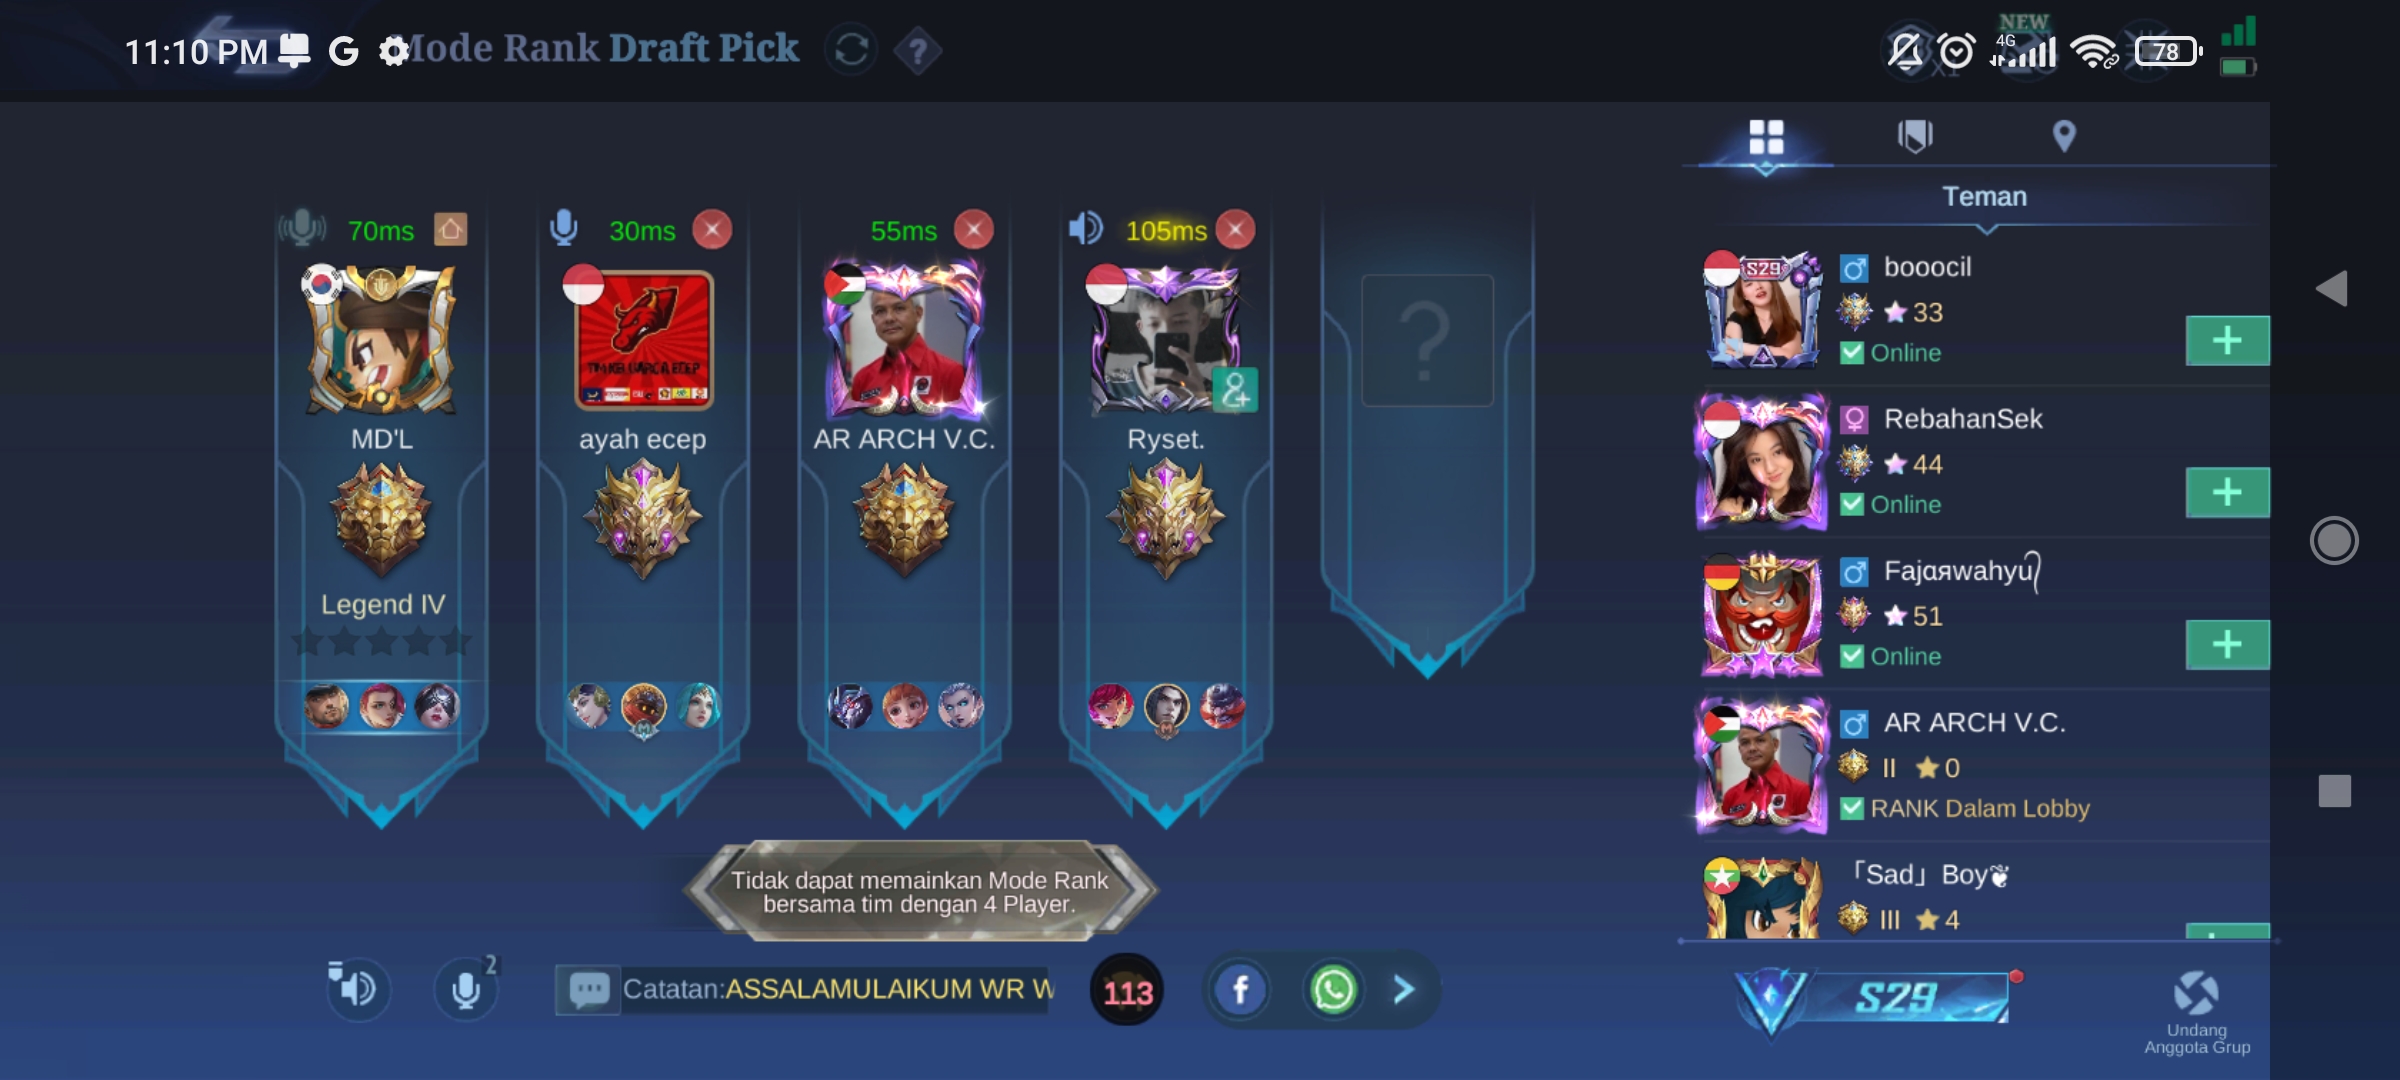 11:10 PM
Mode Rank Draft Pick
NEW
X1
4G
78
Teman
70ms
30ms
55ms
105ms
MD'L
ayah ecep
AR ARCH V.C.
Ryset.
Legend IV
?
S29
booocil
33
Online
RebahanSek
44
Online
Fajαяwahyu
51
Online
AR ARCH V.C.
II
0
RANK Dalam Lobby
「Sad」Boy❦
III
4
Tidak dapat memainkan Mode Rank
bersama tim dengan 4 Player.
2
Catatan:ASSALAMULAIKUM WR W
113
S29
Undang
Anggota Grup